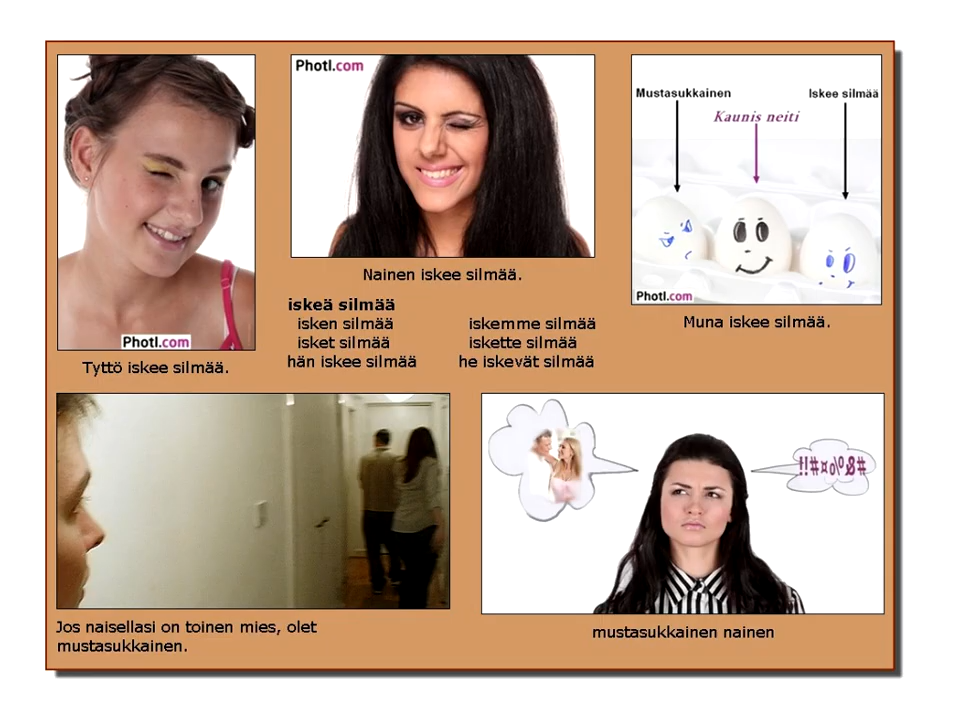 Photl.com
Tyttö iskee silmää.
Photl.com
Nainen iskee silmää.
iskeä silmää
isken silmää
isket silmää
hän iskee silmää
iskemme silmää
iskette silmää
he iskevät silmää
Mustasukkainen
Kaunis neiti
Iskee silmää
Photl.com
Muna iskee silmää.
Jos naisellasi on toinen mies, olet
mustasukkainen.
!!#¤%&#
mustasukkainen nainen